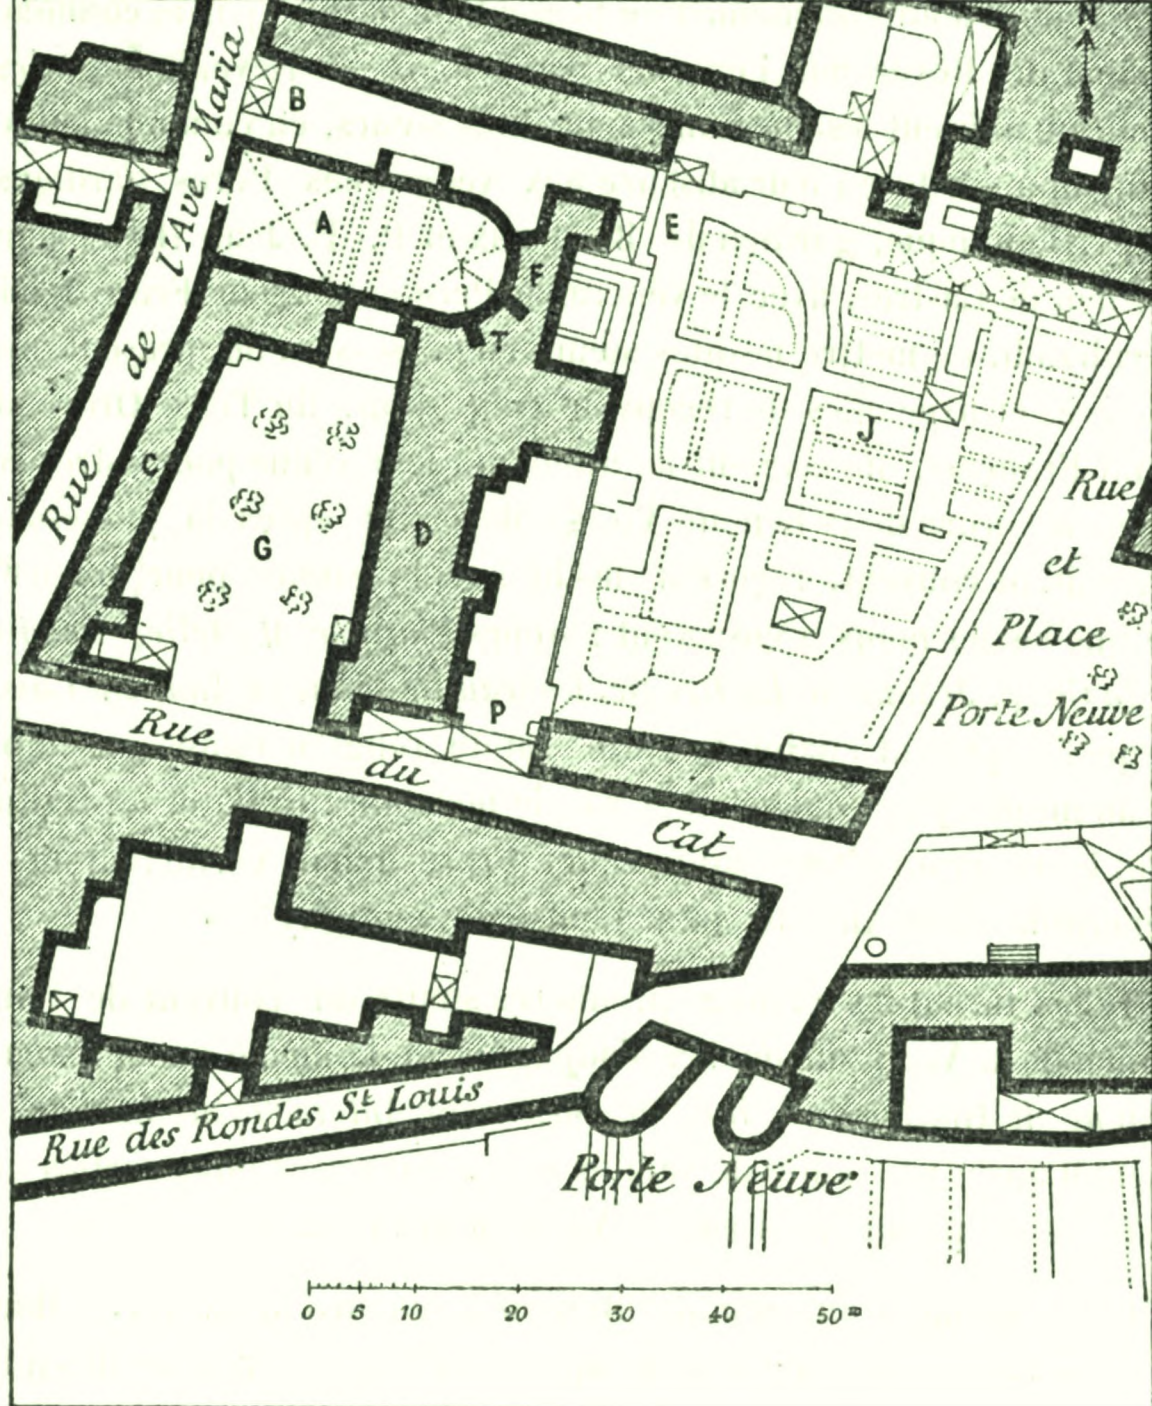 N
Rue de l'Ave Maria
B
A
E
F
T
C
J
Rue
et
Place
Porte Neuve
D
G
P
Rue du Cat
Rue des Rondes St. Louis
Porte Neuve
0 5 10 20 30 40 50 m